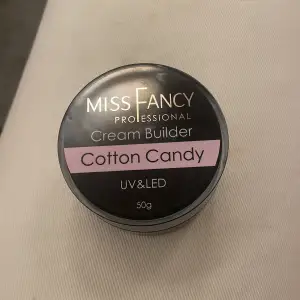 MISS FANCY
PROFESSIONAL
Cream Builder
Cotton Candy
UV&LED
50g